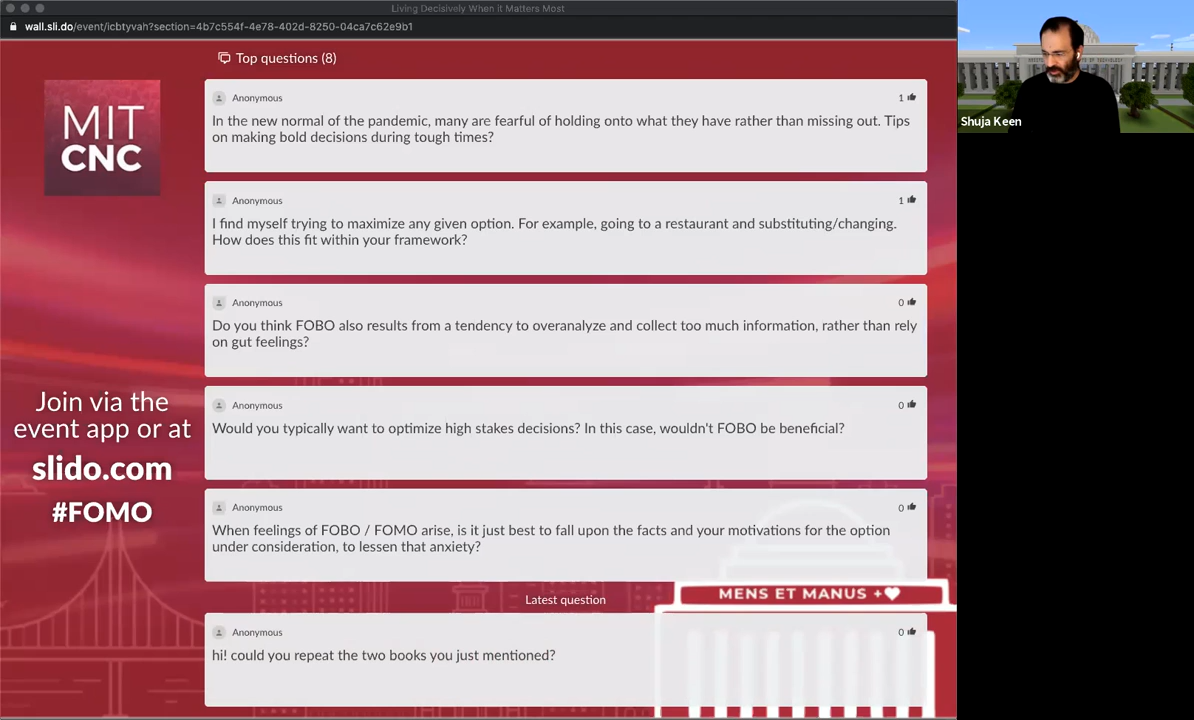 Living Decisively When it Matters Most
wall.sli.do/event/icbtyvah?section=4b7c554f-4e78-402d-8250-04ca7c62e9b1
Top questions (8)
MIT
CNC
Anonymous
1
In the new normal of the pandemic, many are fearful of holding onto what they have rather than missing out. Tips
on making bold decisions during tough times?
Anonymous
1
I find myself trying to maximize any given option. For example, going to a restaurant and substituting/changing.
How does this fit within your framework?
Anonymous
0
Do you think FOBO also results from a tendency to overanalyze and collect too much information, rather than rely
on gut feelings?
Anonymous
0
Would you typically want to optimize high stakes decisions? In this case, wouldn't FOBO be beneficial?
Anonymous
0
When feelings of FOBO / FOMO arise, is it just best to fall upon the facts and your motivations for the option
under consideration, to lessen that anxiety?
Latest question
Anonymous
0
hi! could you repeat the two books you just mentioned?
Join via the
event app or at
slido.com
#FOMO
MENS ET MANUS +
Shuja Keen